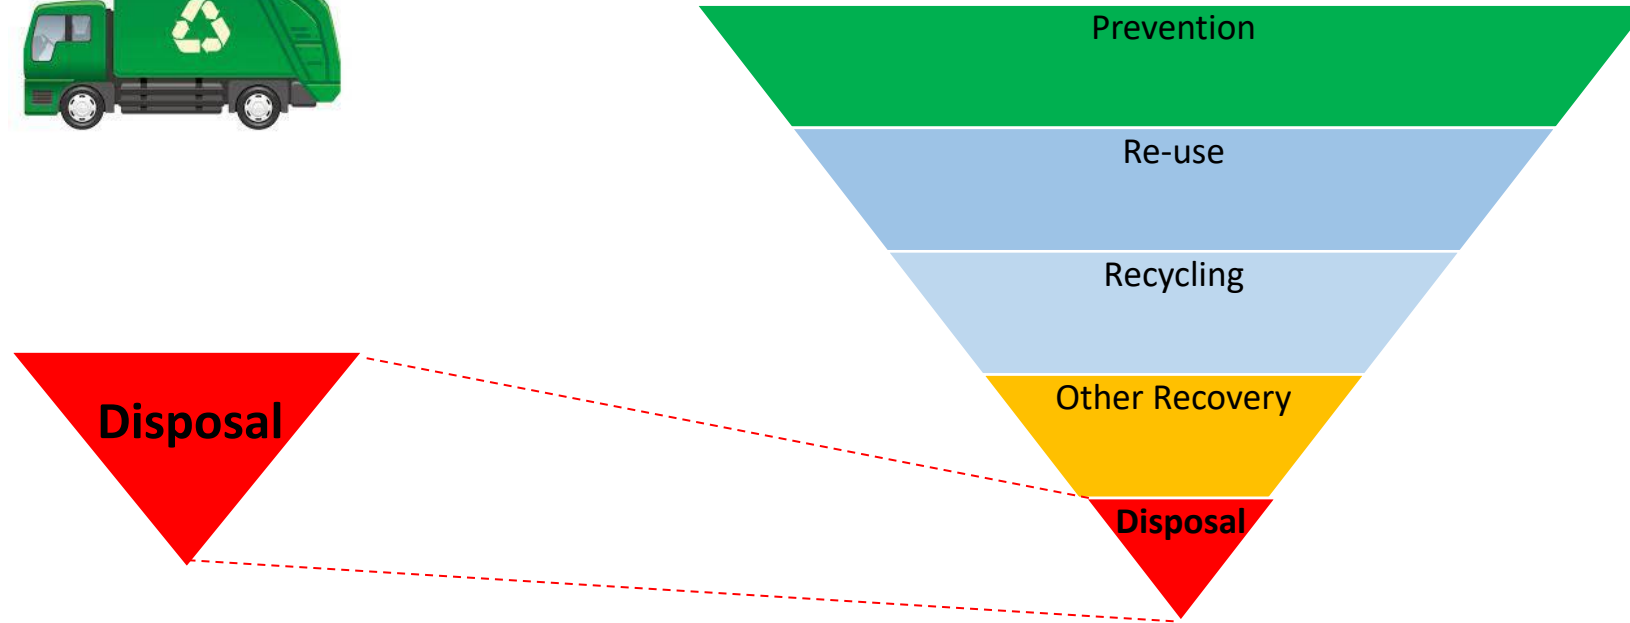 Prevention
Re-use
Recycling
Other Recovery
Disposal
Disposal